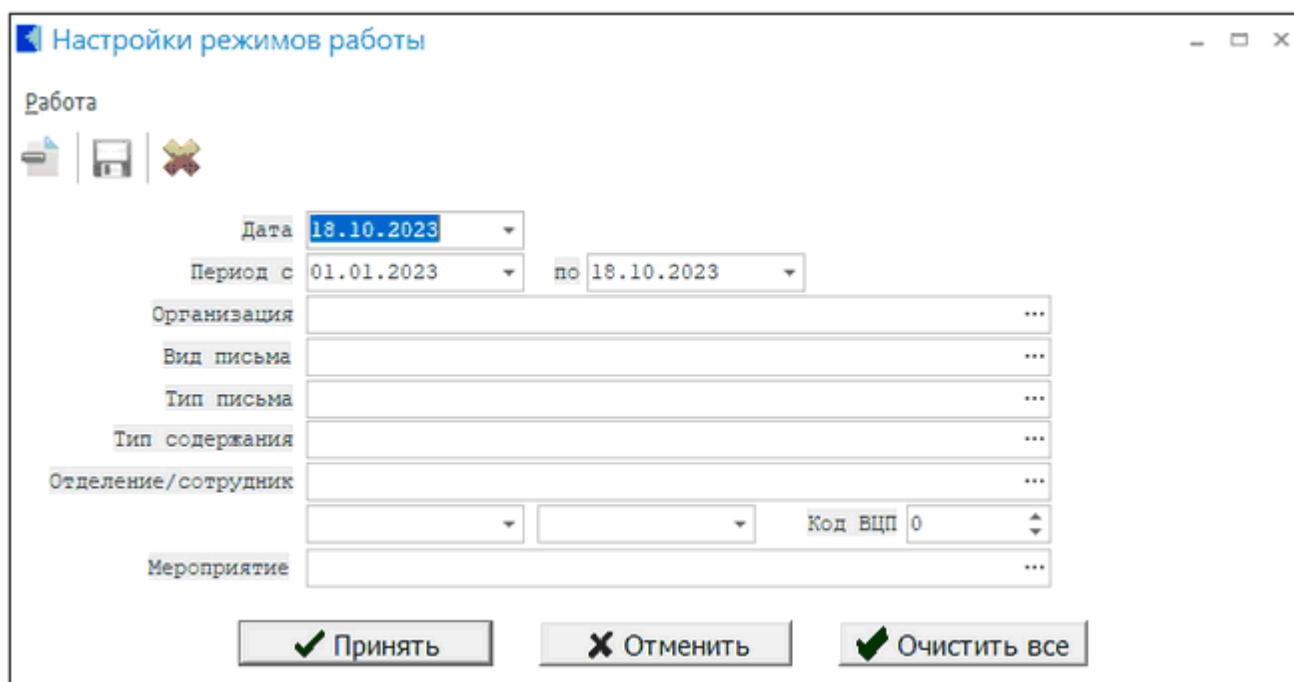 Настройки режимов работы
Работа
Дата 18.10.2023
Период с 01.01.2023 по 18.10.2023
Организация
Вид письма
Тип письма
Тип содержания
Отделение/сотрудник
Код ВЦП 0
Мероприятие
Принять Отменить Очистить все